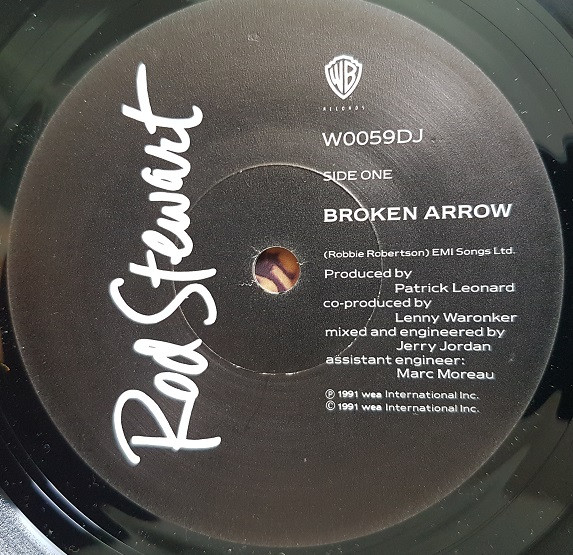 Rod Stewart
WB
RECORDS
W0059DJ
SIDE ONE
BROKEN ARROW
(Robbie Robertson) EMI Songs Ltd.
Produced by
Patrick Leonard
co-produced by
Lenny Waronker
mixed and engineered by
Jerry Jordan
assistant engineer:
Marc Moreau
℗ 1991 wea International Inc.
© 1991 wea International Inc.